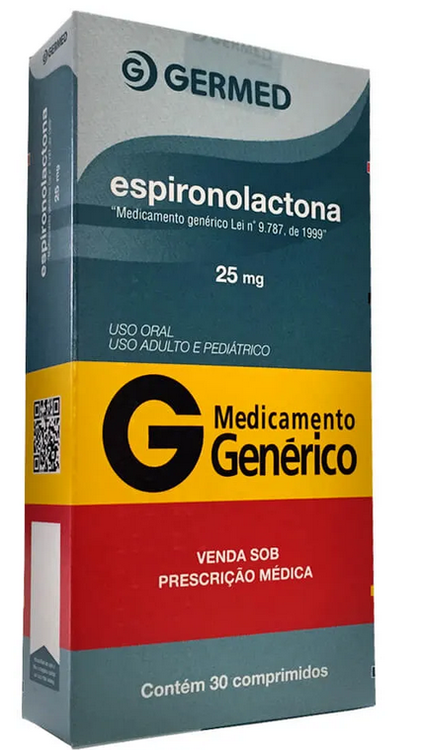 GERMED
espironolactona
"Medicamento genérico Lei n° 9.787, de 1999"
25 mg
USO ORAL
USO ADULTO E PEDIÁTRICO
G Medicamento
Genérico
VENDA SOB
PRESCRIÇÃO MÉDICA
Contém 30 comprimidos
GERMED
espironolactona
25 mg